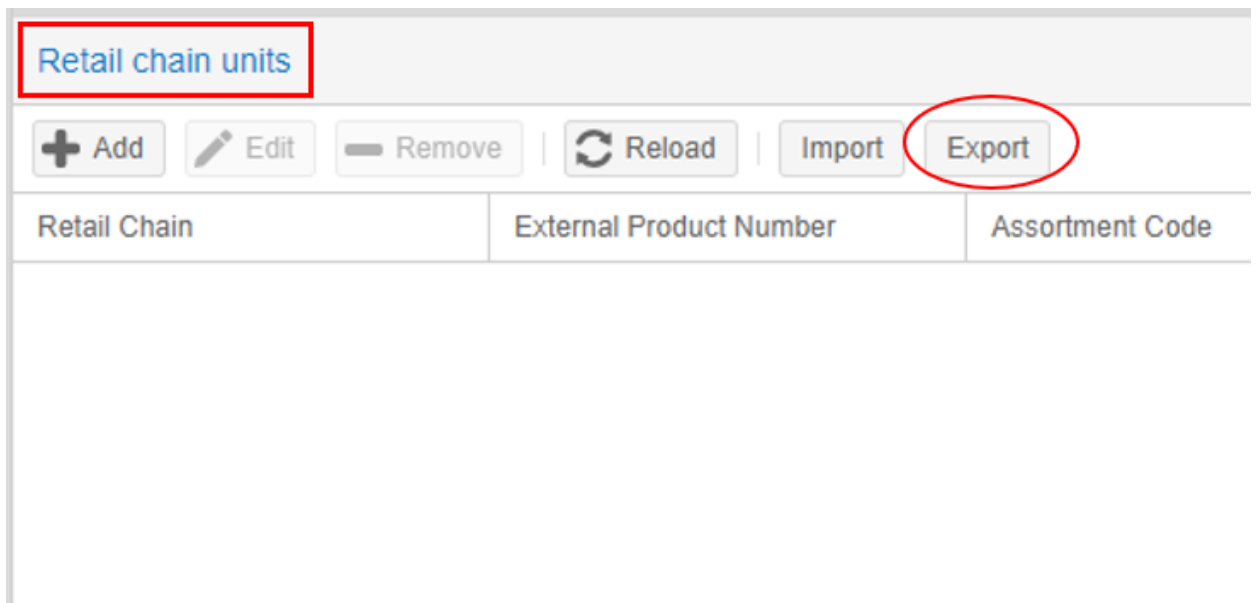 Retail chain units
Add Edit Remove Reload Import Export
Retail Chain External Product Number Assortment Code